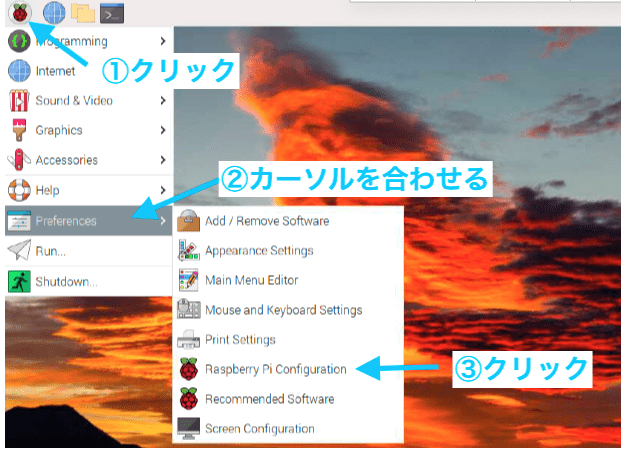 Programming
①クリック
Internet
Sound & Video
Graphics
Accessories
②カーソルを合わせる
Help
Preferences
Run...
Shutdown...
Add / Remove Software
Appearance Settings
Main Menu Editor
Mouse and Keyboard Settings
Print Settings
Raspberry Pi Configuration
③クリック
Recommended Software
Screen Configuration